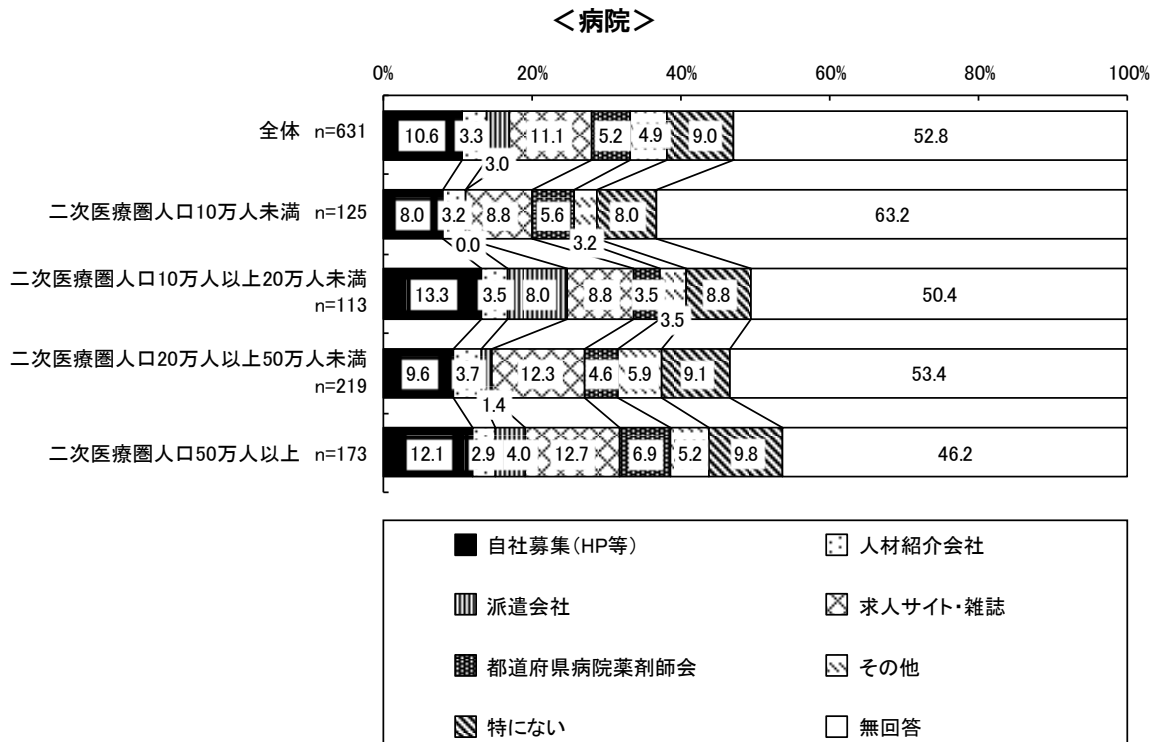 ＜病院＞
0%
20%
40%
60%
80%
100%
全体 n=631
10.6
3.3
3.0
11.1
5.2
4.9
9.0
52.8
二次医療圏人口10万人未満 n=125
8.0
3.2
0.0
8.8
5.6
3.2
8.0
63.2
二次医療圏人口10万人以上20万人未満
n=113
13.3
3.5
8.0
8.8
3.5
3.5
8.8
50.4
二次医療圏人口20万人以上50万人未満
n=219
9.6
3.7
1.4
12.3
4.6
5.9
9.1
53.4
二次医療圏人口50万人以上 n=173
12.1
2.9
4.0
12.7
6.9
5.2
9.8
46.2
自社募集（HP等）
人材紹介会社
派遣会社
求人サイト・雑誌
都道府県病院薬剤師会
その他
特にない
無回答